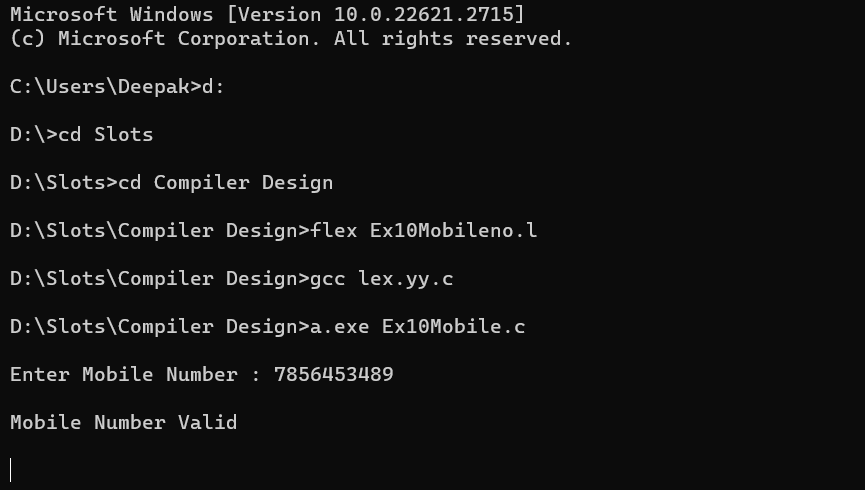 Microsoft Windows [Version 10.0.22621.2715]
(c) Microsoft Corporation. All rights reserved.
C:\Users\Deepak>d:
D:\>cd Slots
D:\Slots>cd Compiler Design
D:\Slots\Compiler Design>flex Ex10Mobileno.l
D:\Slots\Compiler Design>gcc lex.yy.c
D:\Slots\Compiler Design>a.exe Ex10Mobile.c
Enter Mobile Number : 7856453489
Mobile Number Valid